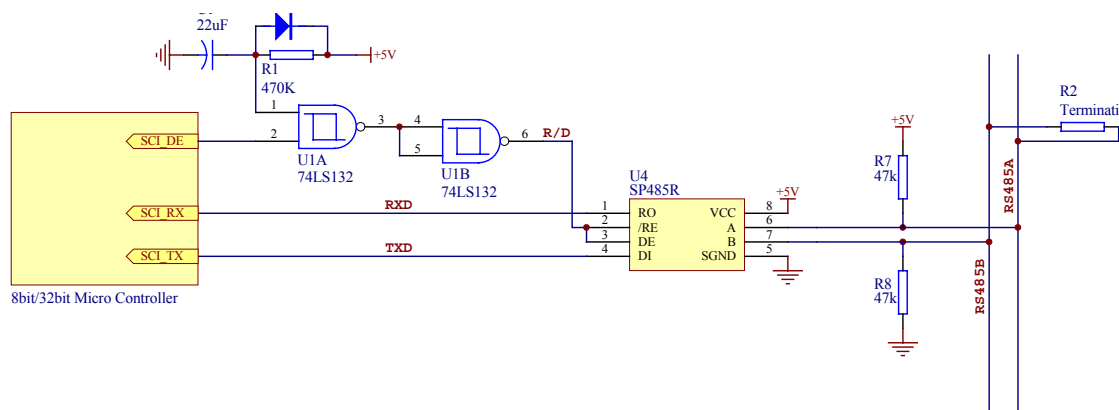 22uF
+5V
R1
470K
1
2
3
4
5
6
R/D
U1A
74LS132
U1B
74LS132
SCI_DE
SCI_RX
SCI_TX
8bit/32bit Micro Controller
RXD
TXD
U4
SP485R
+5V
1
2
3
4
RO
/RE
DE
DI
VCC
A
B
SGND
8
6
7
5
+5V
R7
47k
R8
47k
RS485A
RS485B
R2
Terminati